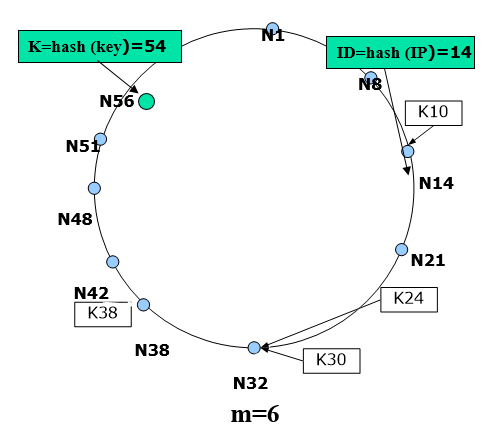 N1
K=hash (key)=54
ID=hash (IP)=14
N8
N56
K10
N51
N14
N48
N21
N42
K24
K38
N38
K30
N32
m=6